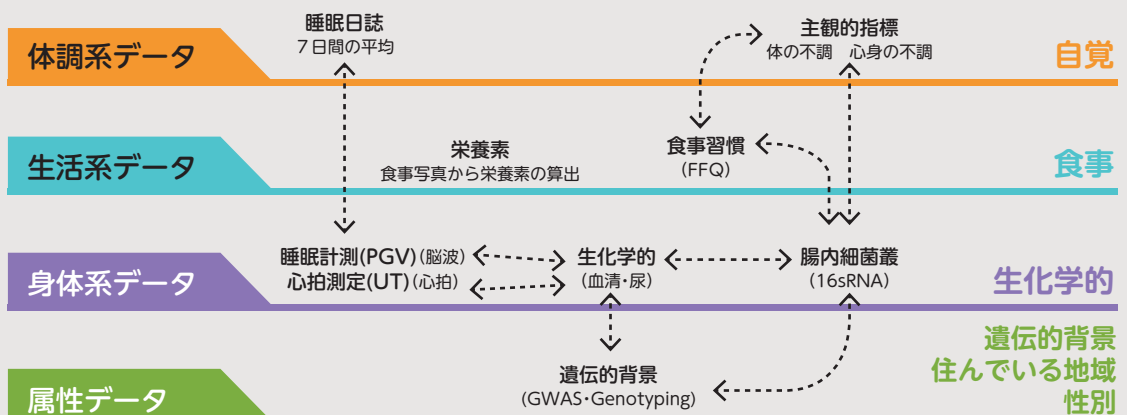 睡眠日誌
7日間の平均
主観的指標
体の不調　心身の不調
体調系データ
自覚
栄養素
食事写真から栄養素の算出
食事習慣
(FFQ)
生活系データ
食事
睡眠計測(PGV)(脳波)
心拍測定(UT)(心拍)
生化学的
(血清・尿)
腸内細菌叢
(16sRNA)
身体系データ
生化学的
遺伝的背景
(GWAS・Genotyping)
属性データ
遺伝的背景
住んでいる地域
性別